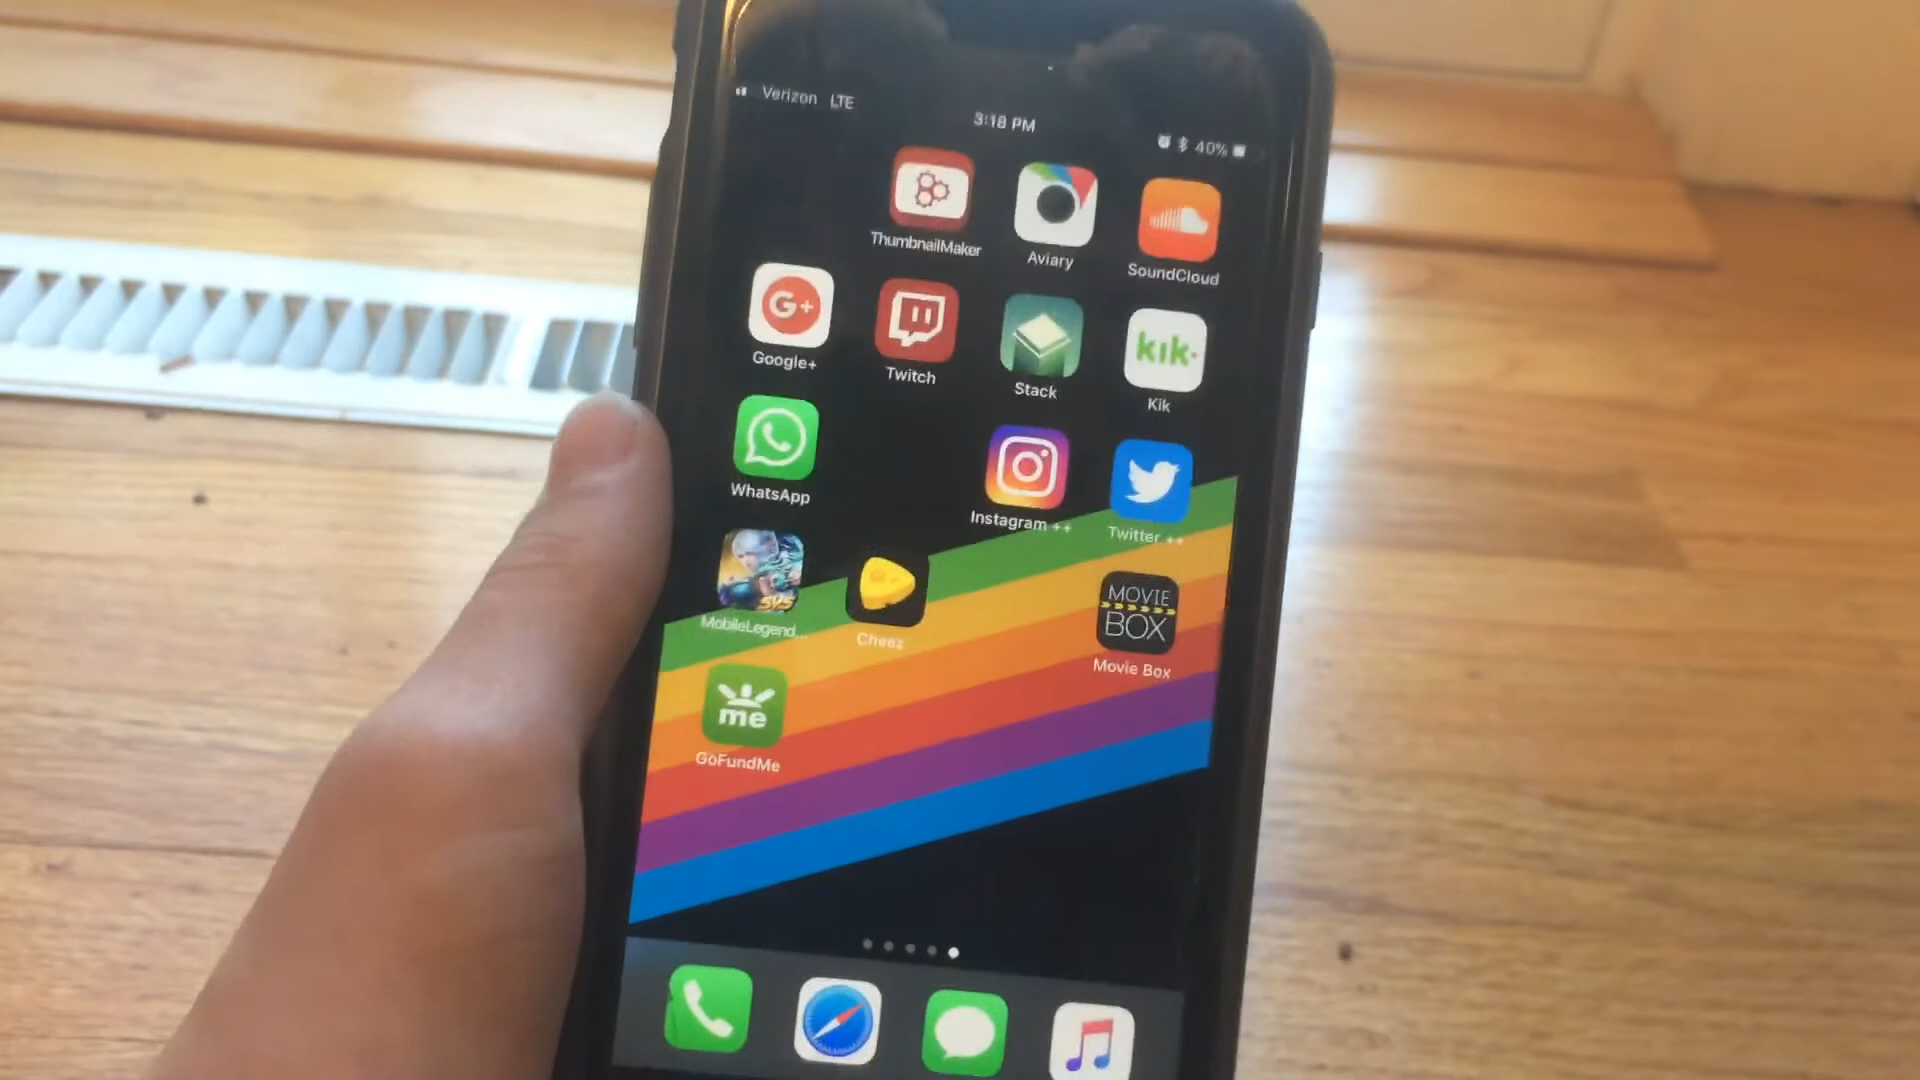 Verizon LTE
3:18 PM
40%
ThumbnailMaker
Aviary
SoundCloud
G+
Google+
Twitch
Stack
kik
Kik
WhatsApp
Instagram ++
Twitter ++
5V5
MobileLegend...
Cheez
MOVIE
BOX
Movie Box
me
GoFundMe